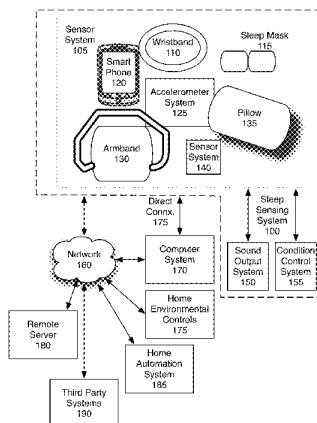 Sensor
System
105
Wristband
110
Sleep Mask
115
Smart
Phone
120
Accelerometer
System
125
Pillow
135
Armband
130
Sensor
System
140
Direct
Connx.
175
Sleep
Sensing
System
100
Network
160
Computer
System
170
Sound
Output
System
150
Condition
Control
System
155
Home
Environmental
Controls
175
Remote
Server
180
Home
Automation
System
185
Third Party
Systems
190